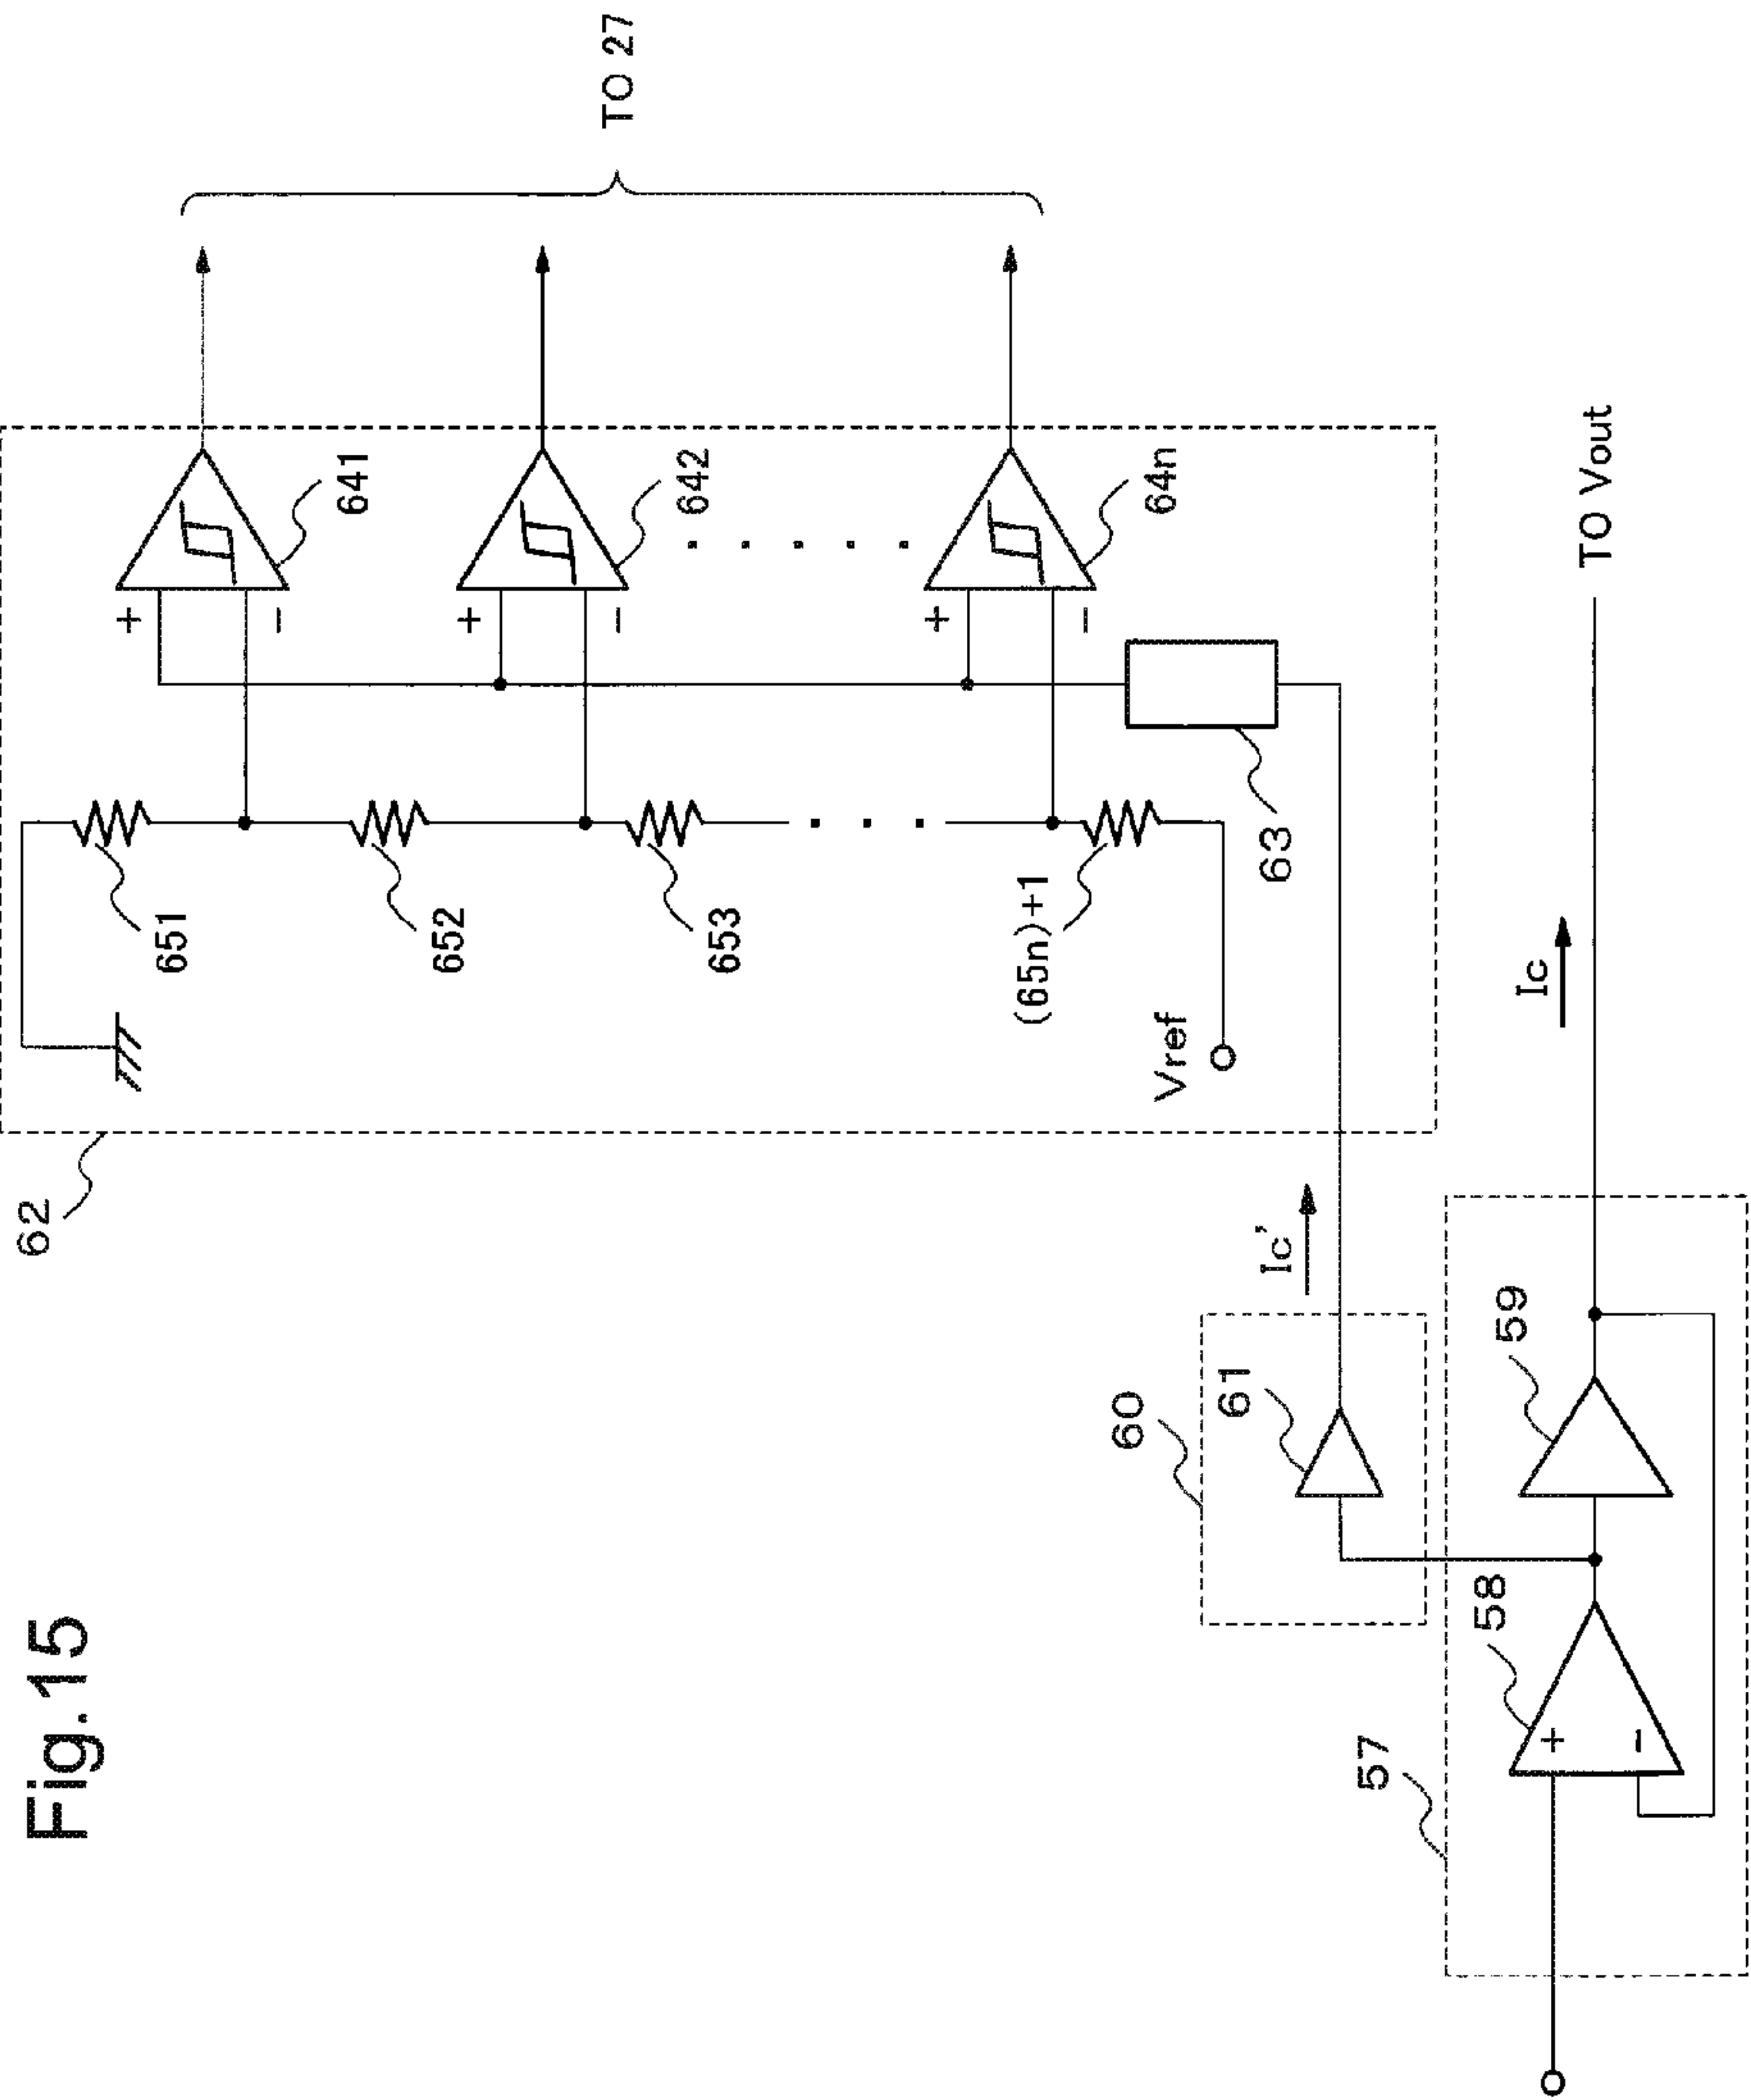 Fig.15
62
651
652
653
(65n)+1
Vref
+
−
641
+
−
642
+
−
64n
63
TO 27
60
61
Ic'
57
58
+
−
59
Ic
TO Vout